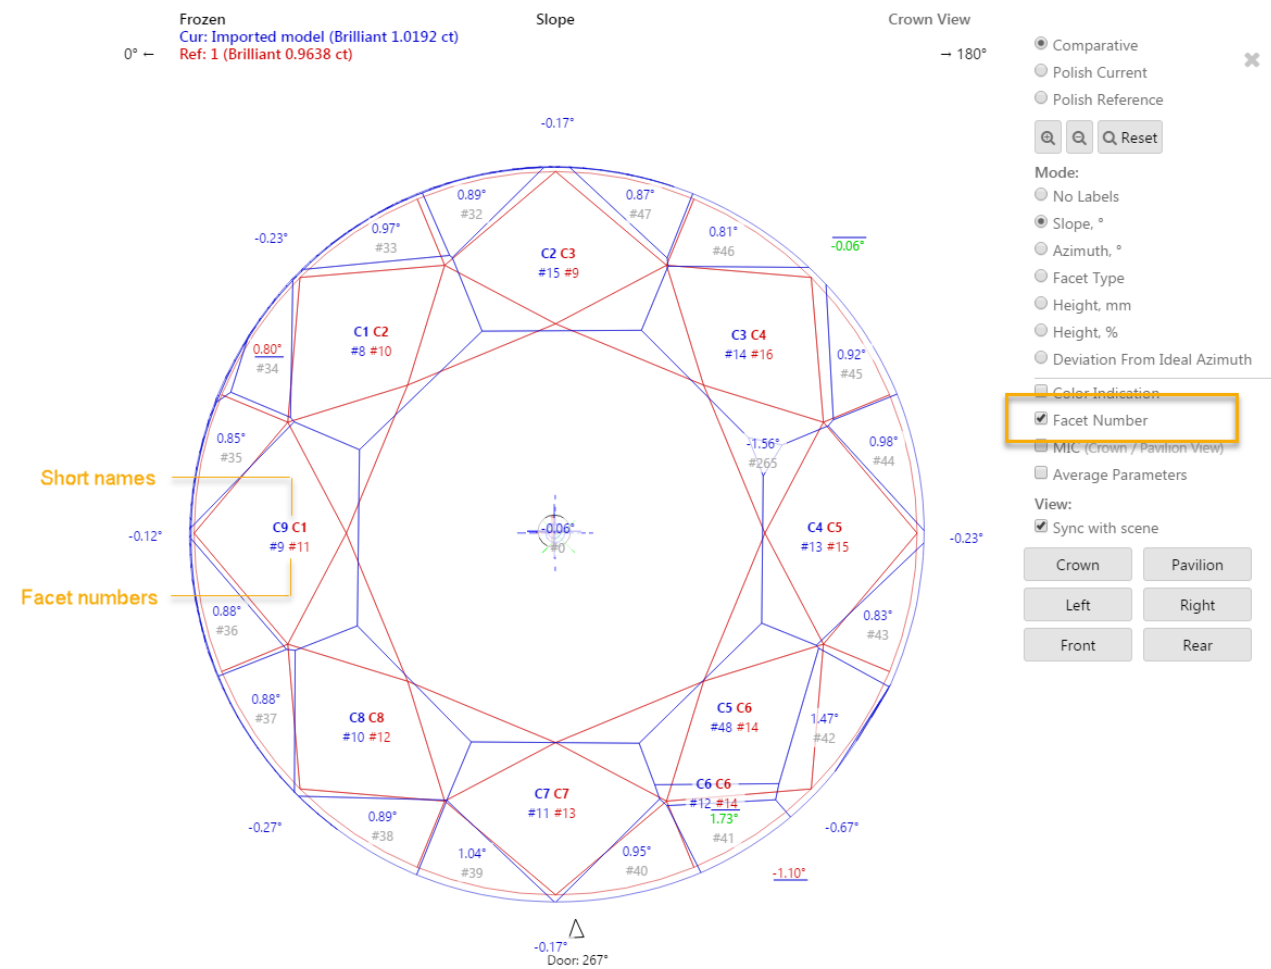 Frozen
Slope
Crown View
Cur: Imported model (Brilliant 1.0192 ct)
0° ←
Ref: 1 (Brilliant 0.9638 ct)
→ 180°
-0.17°
0.89°
#32
0.87°
#47
0.97°
#33
0.81°
#46
-0.23°
-0.06°
C2 C3
#15 #9
C1 C2
#8 #10
C3 C4
#14 #16
0.80°
#34
0.92°
#45
0.85°
#35
-1.56°
#265
0.98°
#44
Short names
C9 C1
#9 #11
-0.06°
#0
C4 C5
#13 #15
-0.12°
-0.23°
Facet numbers
0.88°
#36
0.83°
#43
0.88°
#37
C8 C8
#10 #12
C5 C6
#48 #14
1.47°
#42
C7 C7
#11 #13
C6 C6
#12 #14
1.73°
#41
0.89°
#38
-0.27°
-0.67°
1.04°
#39
0.95°
#40
-1.10°
-0.17°
Door: 267°
Comparative
Polish Current
Polish Reference
Reset
Mode:
No Labels
Slope, °
Azimuth, °
Facet Type
Height, mm
Height, %
Deviation From Ideal Azimuth
Color Indication
Facet Number
MIC (Crown / Pavilion View)
Average Parameters
View:
Sync with scene
Crown
Pavilion
Left
Right
Front
Rear